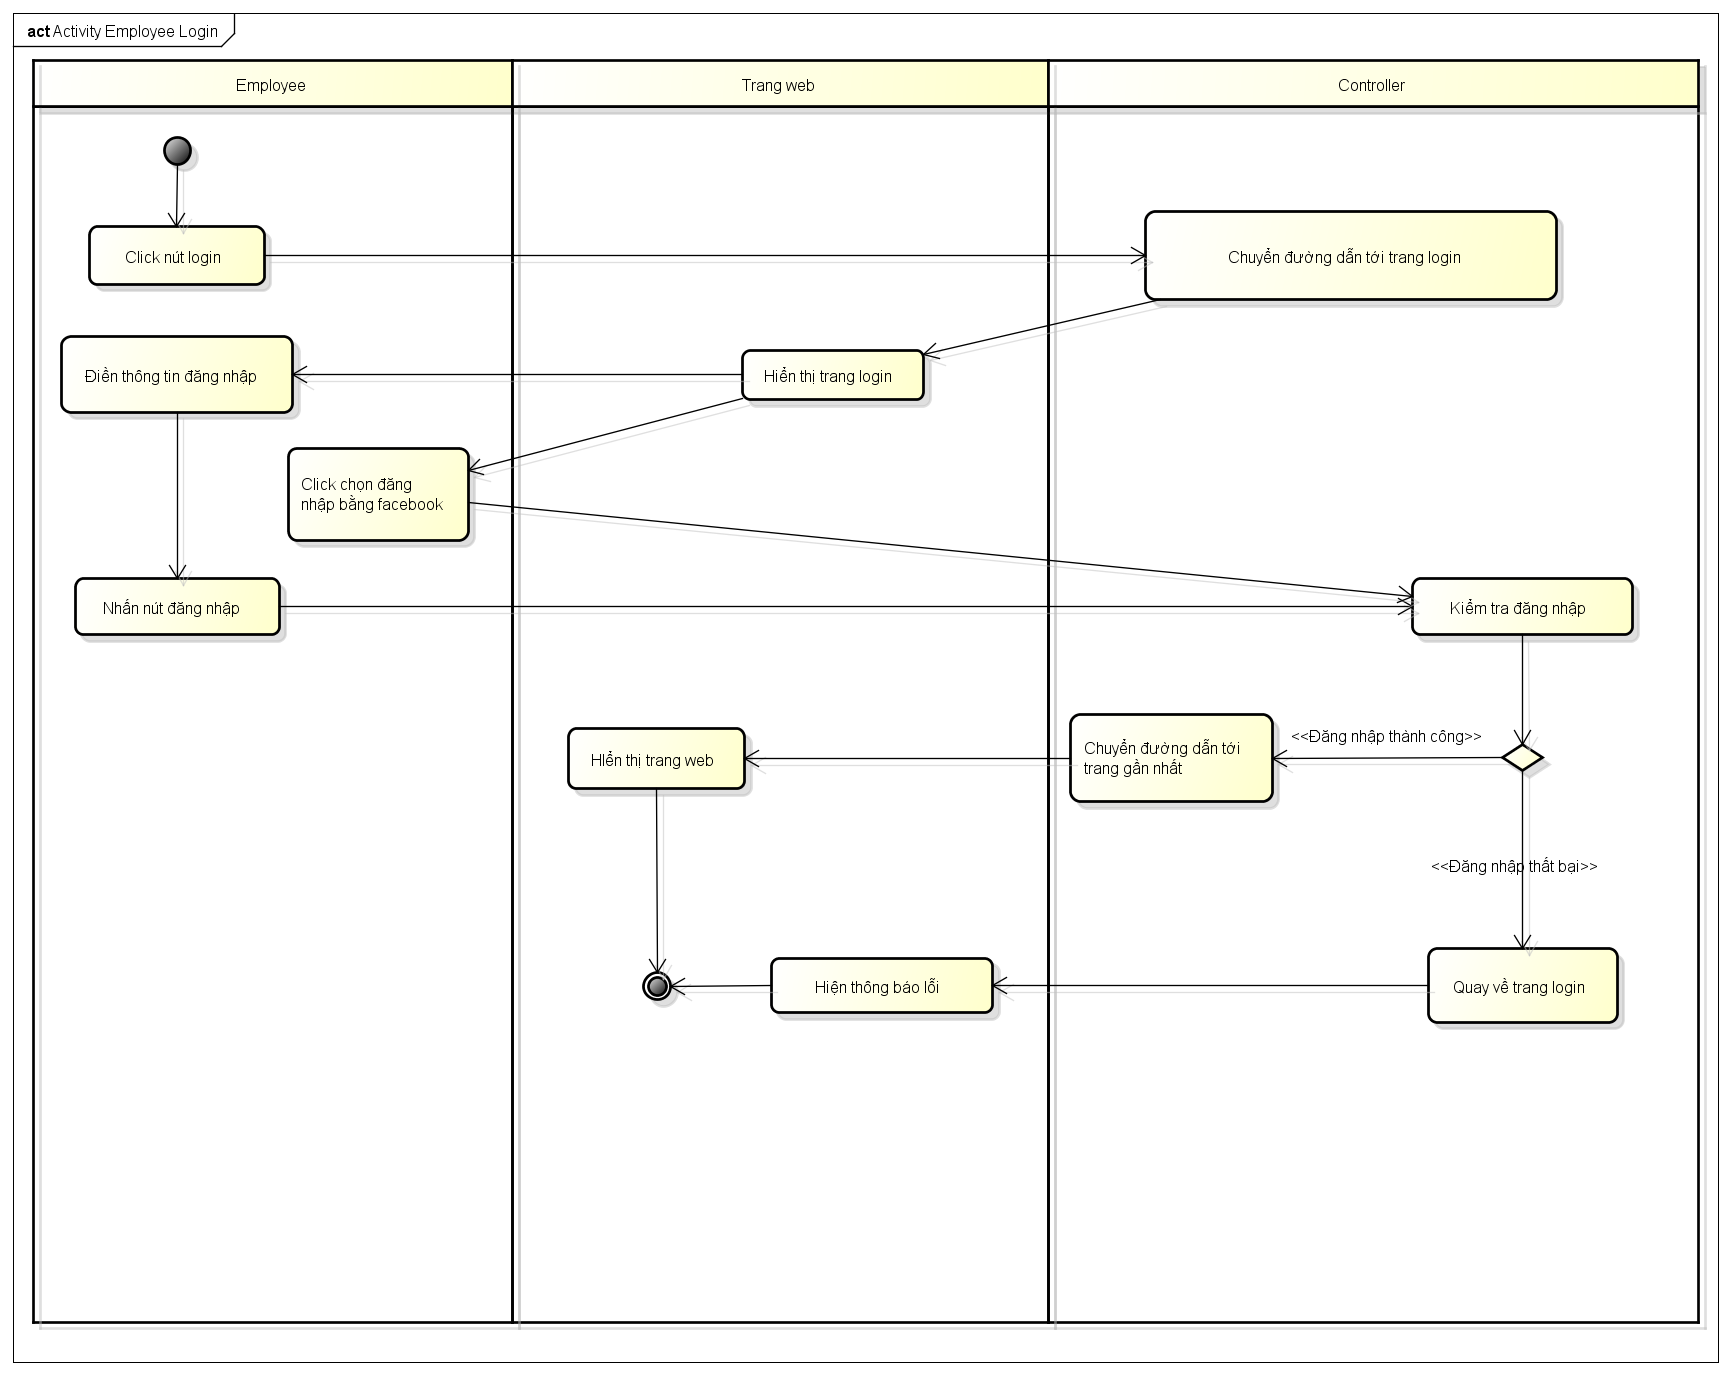 act Activity Employee Login
Employee
Trang web
Controller
Click nút login
Chuyển đường dẫn tới trang login
Điền thông tin đăng nhập
Hiển thị trang login
Click chọn đăng
nhập bằng facebook
Nhấn nút đăng nhập
Kiểm tra đăng nhập
<<Đăng nhập thành công>>
HIển thị trang web
Chuyển đường dẫn tới
trang gần nhất
<<Đăng nhập thất bại>>
Hiện thông báo lỗi
Quay về trang login